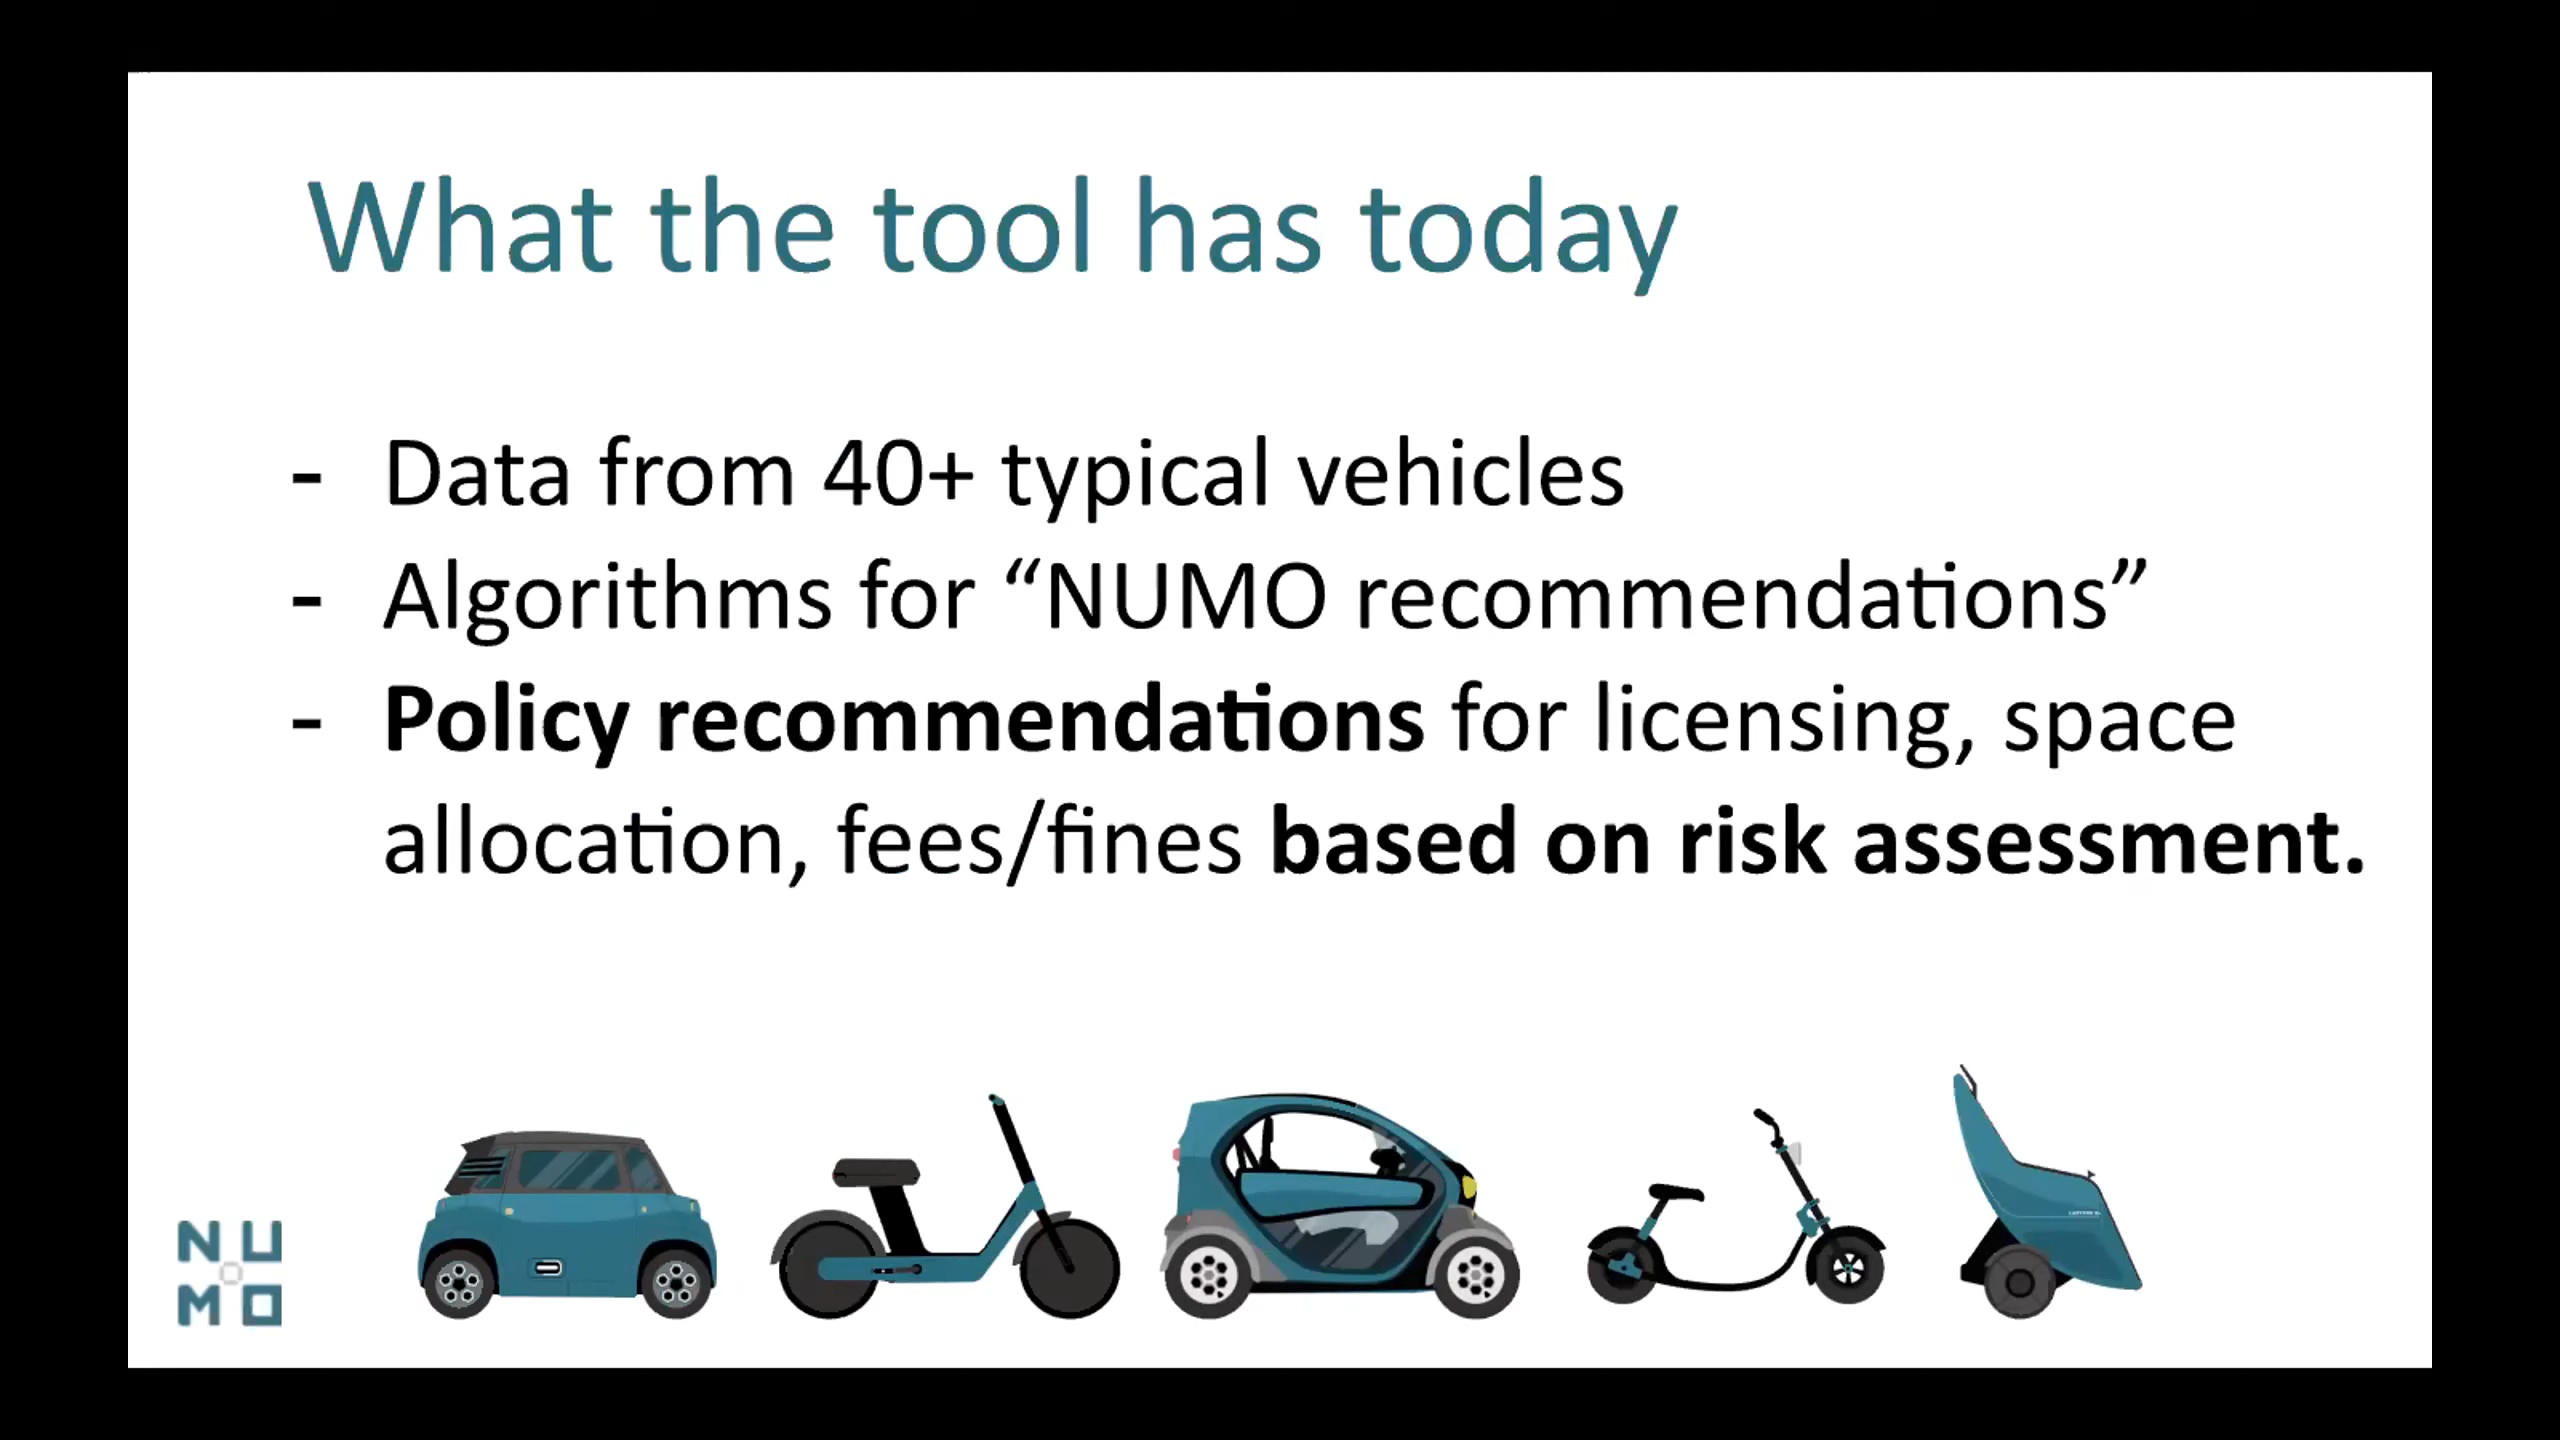 What the tool has today
- Data from 40+ typical vehicles
- Algorithms for “NUMO recommendations”
- Policy recommendations for licensing, space
allocation, fees/fines based on risk assessment.
NU
MO